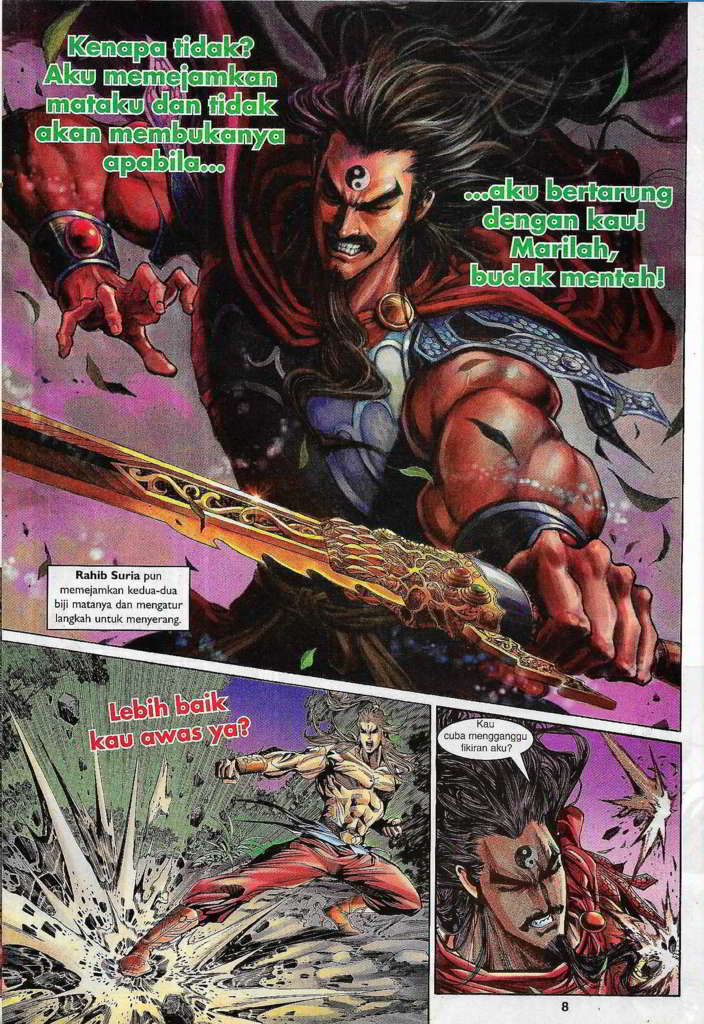 Kenapa tidak?
Aku memejamkan
mataku dan tidak
akan membukanya
apabila...
...aku bertarung
dengan kau!
Marilah,
budak mentah!
Rahib Suria pun
memejamkan kedua-dua
biji matanya dan mengatur
langkah untuk menyerang.
Lebih baik
kau awas ya?
Kau
cuba mengganggu
fikiran aku?
8